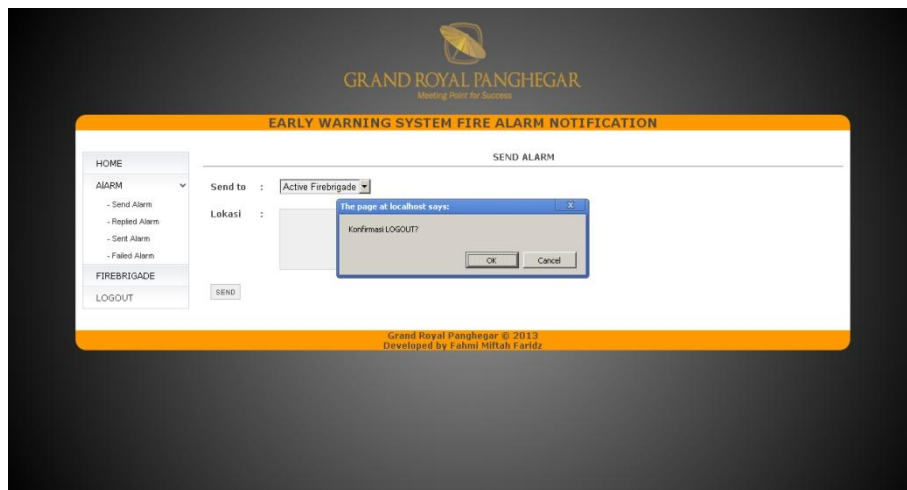 GRAND ROYAL PANGHEGAR
Meeting Point for Success
EARLY WARNING SYSTEM FIRE ALARM NOTIFICATION
HOME
AlARM
- Send Alarm
- Replied Alarm
- Sent Alarm
- Failed Alarm
FIREBRIGADE
LOGOUT
SEND ALARM
Send to : Active Firebrigade
Lokasi :
The page at localhost says:
Konfirmasi LOGOUT?
OK Cancel
SEND
Grand Royal Panghegar © 2013
Developed by Fahmi Miftah Faridz